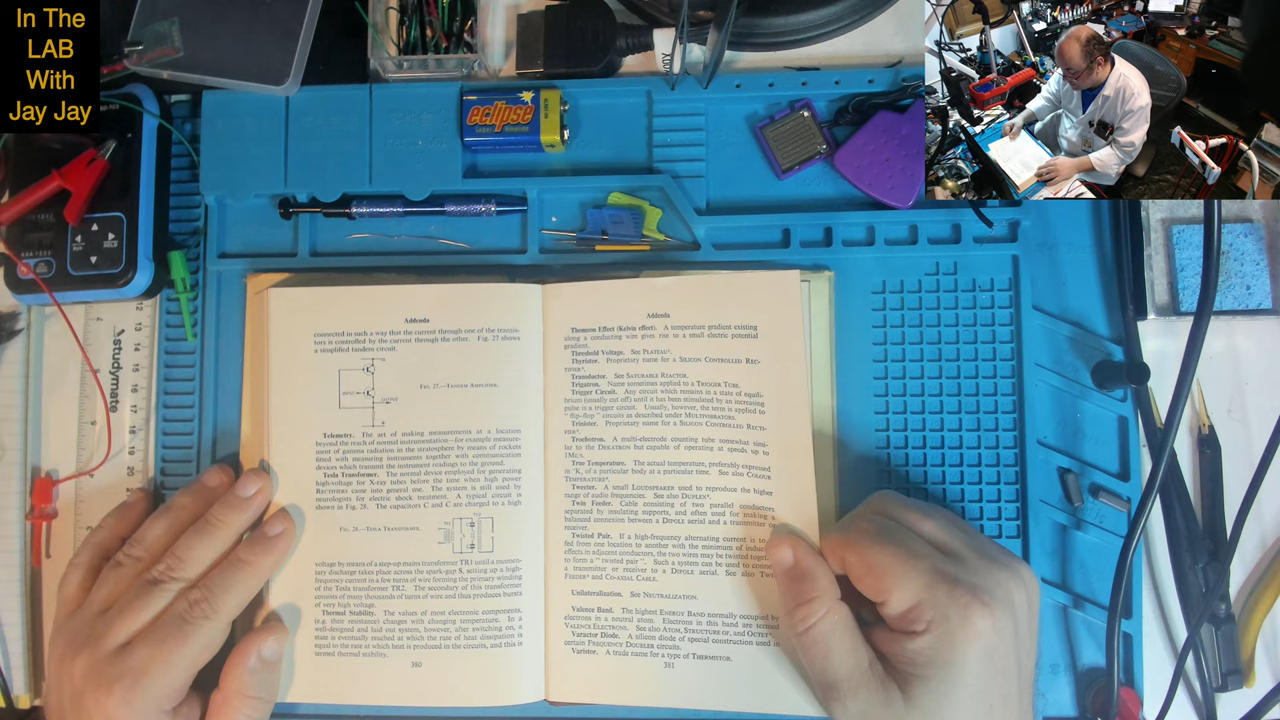 In The
LAB
With
Jay Jay
eclipse
Super Alkaline
studymate
12
13
14
15
16
17
18
19
20
HOLD
Addenda
connected in such a way that the current through one of the transis-
tors is controlled by the current through the other. Fig. 27 shows
a simplified tandem circuit.
INPUT
OUTPUT
FIG. 27.—TANDEM AMPLIFIER.
Telemetry. The art of making measurements at a location
beyond the reach of normal instrumentation—for example measure-
ment of gamma radiation in the stratosphere by means of rockets
fitted with measuring instruments together with communication
devices which transmit the instrument readings to the ground.
Tesla Transformer. The normal device employed for generating
high-voltage for X-ray tubes before the time when high power
RECTIFIERS came into general use. The system is still used by
neurologists for electric shock treatment. A typical circuit is
shown in Fig. 28. The capacitors C and C are charged to a high
FIG. 28.—TESLA TRANSFORMER.
voltage by means of a step-up mains transformer TR1 until a momen-
tary discharge takes place across the spark-gap S, setting up a high-
frequency current in a few turns of wire forming the primary winding
of the Tesla transformer TR2. The secondary of this transformer
consists of many thousands of turns of wire and thus produces bursts
of very high voltage.
Thermal Stability. The values of most electronic components,
(e.g. their resistance) changes with changing temperature. In a
well-designed and laid out system, however, after switching on, a
state is eventually reached at which the rate of heat dissipation is
equal to the rate at which heat is produced in the circuits, and this is
termed thermal stability.
380
Addenda
Thomson Effect (Kelvin effect). A temperature gradient existing
along a conducting wire gives rise to a small electric potential
gradient.
Threshold Voltage. See PLATEAU*.
Thyristor. Proprietary name for a SILICON CONTROLLED REC-
TIFIER*.
Transductor. See SATURABLE REACTOR.
Trigatron. Name sometimes applied to a TRIGGER TUBE.
Trigger Circuit. Any circuit which remains in a state of equili-
brium (usually cut off) until it has been stimulated by an increasing
pulse is a trigger circuit. Usually, however, the term is applied to
" flip-flop " circuits as described under MULTIVIBRATORS.
Trinister. Proprietary name for a SILICON CONTROLLED RECTI-
FIER*.
Trochotron. A multi-electrode counting tube somewhat simi-
lar to the DEKATRON but capable of operating at speeds up to
1Mc/s.
True Temperature. The actual temperature, preferably expressed
in °K, of a particular body at a particular time. See also COLOUR
TEMPERATURE*.
Tweeter. A small LOUDSPEAKER used to reproduce the higher
range of audio frequencies. See also DUPLEX*.
Twin Feeder. Cable consisting of two parallel conductors
separated by insulating supports, and often used for making a
balanced connexion between a DIPOLE aerial and a transmitter or
receiver.
Twisted Pair. If a high-frequency alternating current is to
fed from one location to another with the minimum of
effects in adjacent conductors, the two wires may be twisted
to form a " twisted pair ". Such a system can be used to
a transmitter or receiver to a DIPOLE aerial. See also
FEEDER* and CO-AXIAL CABLE.
Unilateralization. See NEUTRALIZATION.
Valence Band. The highest ENERGY BAND normally occupied by
electrons in a neutral atom. Electrons in this band are termed
VALENCE ELECTRONS. See also ATOM, STRUCTURE OF, and OCTET*.
Varactor Diode. A silicon diode of special construction used in
certain FREQUENCY DOUBLER circuits.
Varistor. A trade name for a type of THERMISTOR.
381